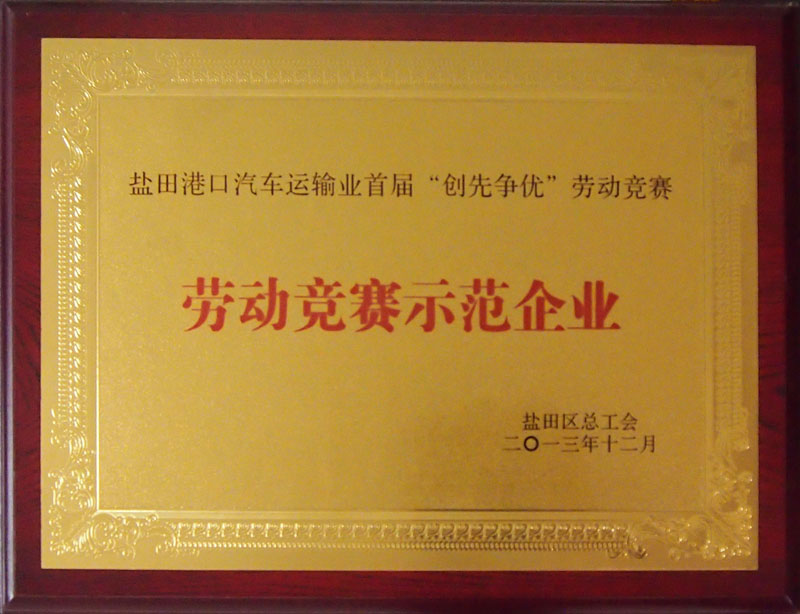 盐田港口汽车运输业首届“创先争优”劳动竞赛
劳动竞赛示范企业
盐田区总工会
二〇一三年十二月